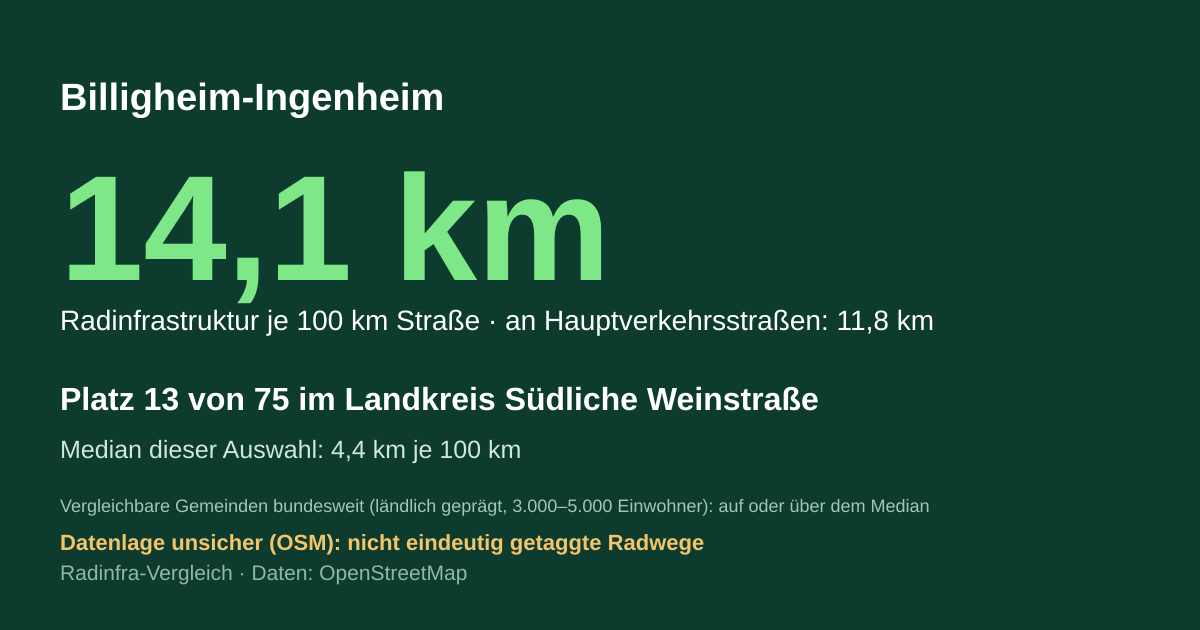 Billigheim-Ingenheim
14,1 km
Radinfrastruktur je 100 km Straße · an Hauptverkehrsstraßen: 11,8 km
Platz 13 von 75 im Landkreis Südliche Weinstraße
Median dieser Auswahl: 4,4 km je 100 km
Vergleichbare Gemeinden bundesweit (ländlich geprägt, 3.000–5.000 Einwohner): auf oder über dem Median
Datenlage unsicher (OSM): nicht eindeutig getaggte Radwege
Radinfra-Vergleich · Daten: OpenStreetMap